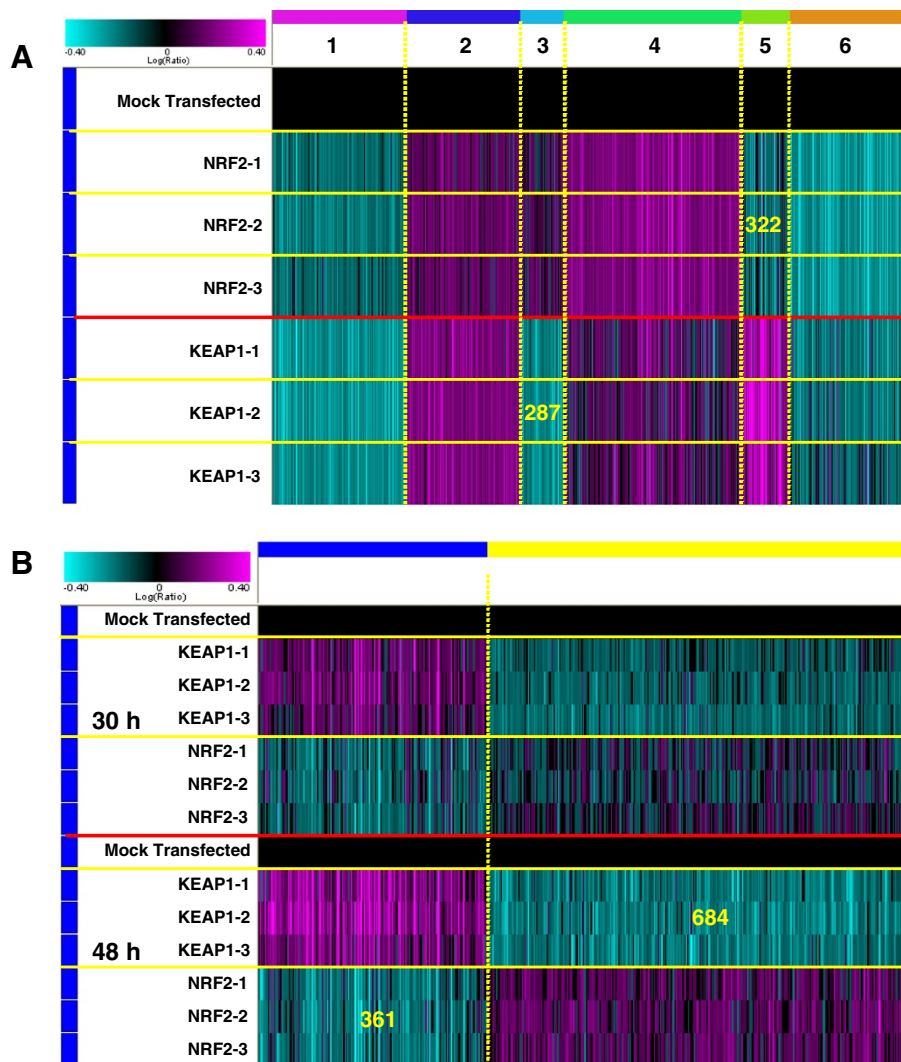 A
-0.40 0 0.40
Log(Ratio)
1 2 3 4 5 6
Mock Transfected
NRF2-1
NRF2-2
322
NRF2-3
KEAP1-1
KEAP1-2
287
KEAP1-3
B
-0.40 0 0.40
Log(Ratio)
Mock Transfected
KEAP1-1
KEAP1-2
30 h
KEAP1-3
NRF2-1
NRF2-2
NRF2-3
Mock Transfected
KEAP1-1
KEAP1-2
684
48 h
KEAP1-3
NRF2-1
NRF2-2
361
NRF2-3